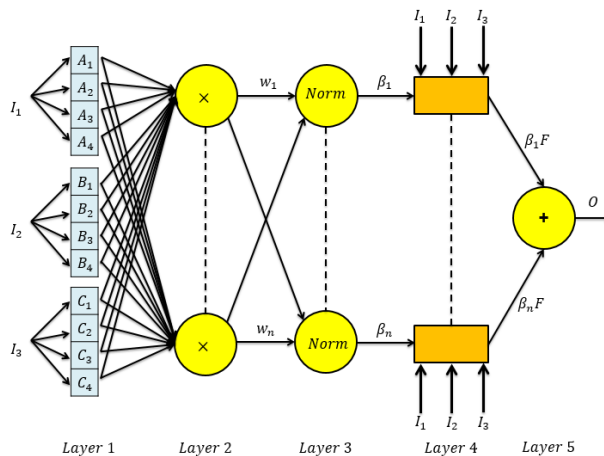 I₁ I₂ I₃
A₁
A₂
A₃
A₄
I₁
×
w₁
Norm
β₁
β₁F
B₁
B₂
B₃
B₄
I₂
+
O
C₁
C₂
C₃
C₄
I₃
×
wₙ
Norm
βₙ
βₙF
I₁ I₂ I₃
Layer 1 Layer 2 Layer 3 Layer 4 Layer 5